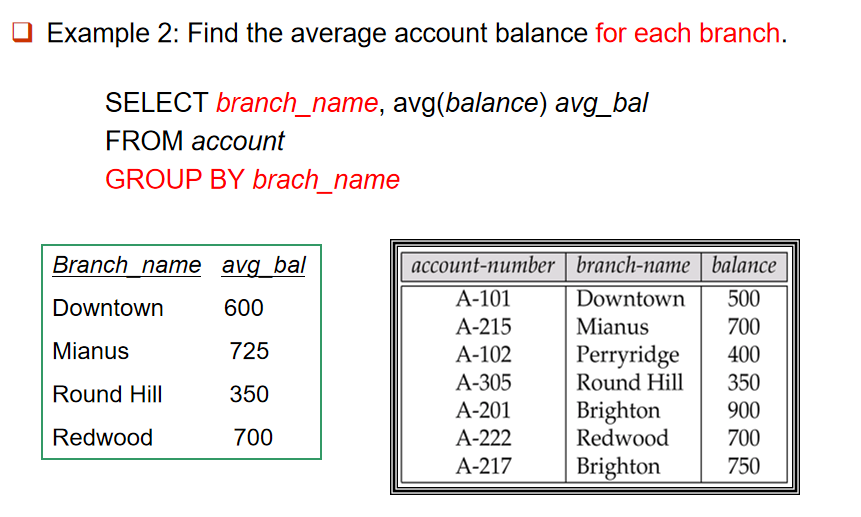 Example 2: Find the average account balance for each branch.
SELECT branch_name, avg(balance) avg_bal
FROM account
GROUP BY brach_name
Branch_name avg_bal
Downtown 600
Mianus 725
Round Hill 350
Redwood 700
account-number branch-name balance
A-101 Downtown 500
A-215 Mianus 700
A-102 Perryridge 400
A-305 Round Hill 350
A-201 Brighton 900
A-222 Redwood 700
A-217 Brighton 750